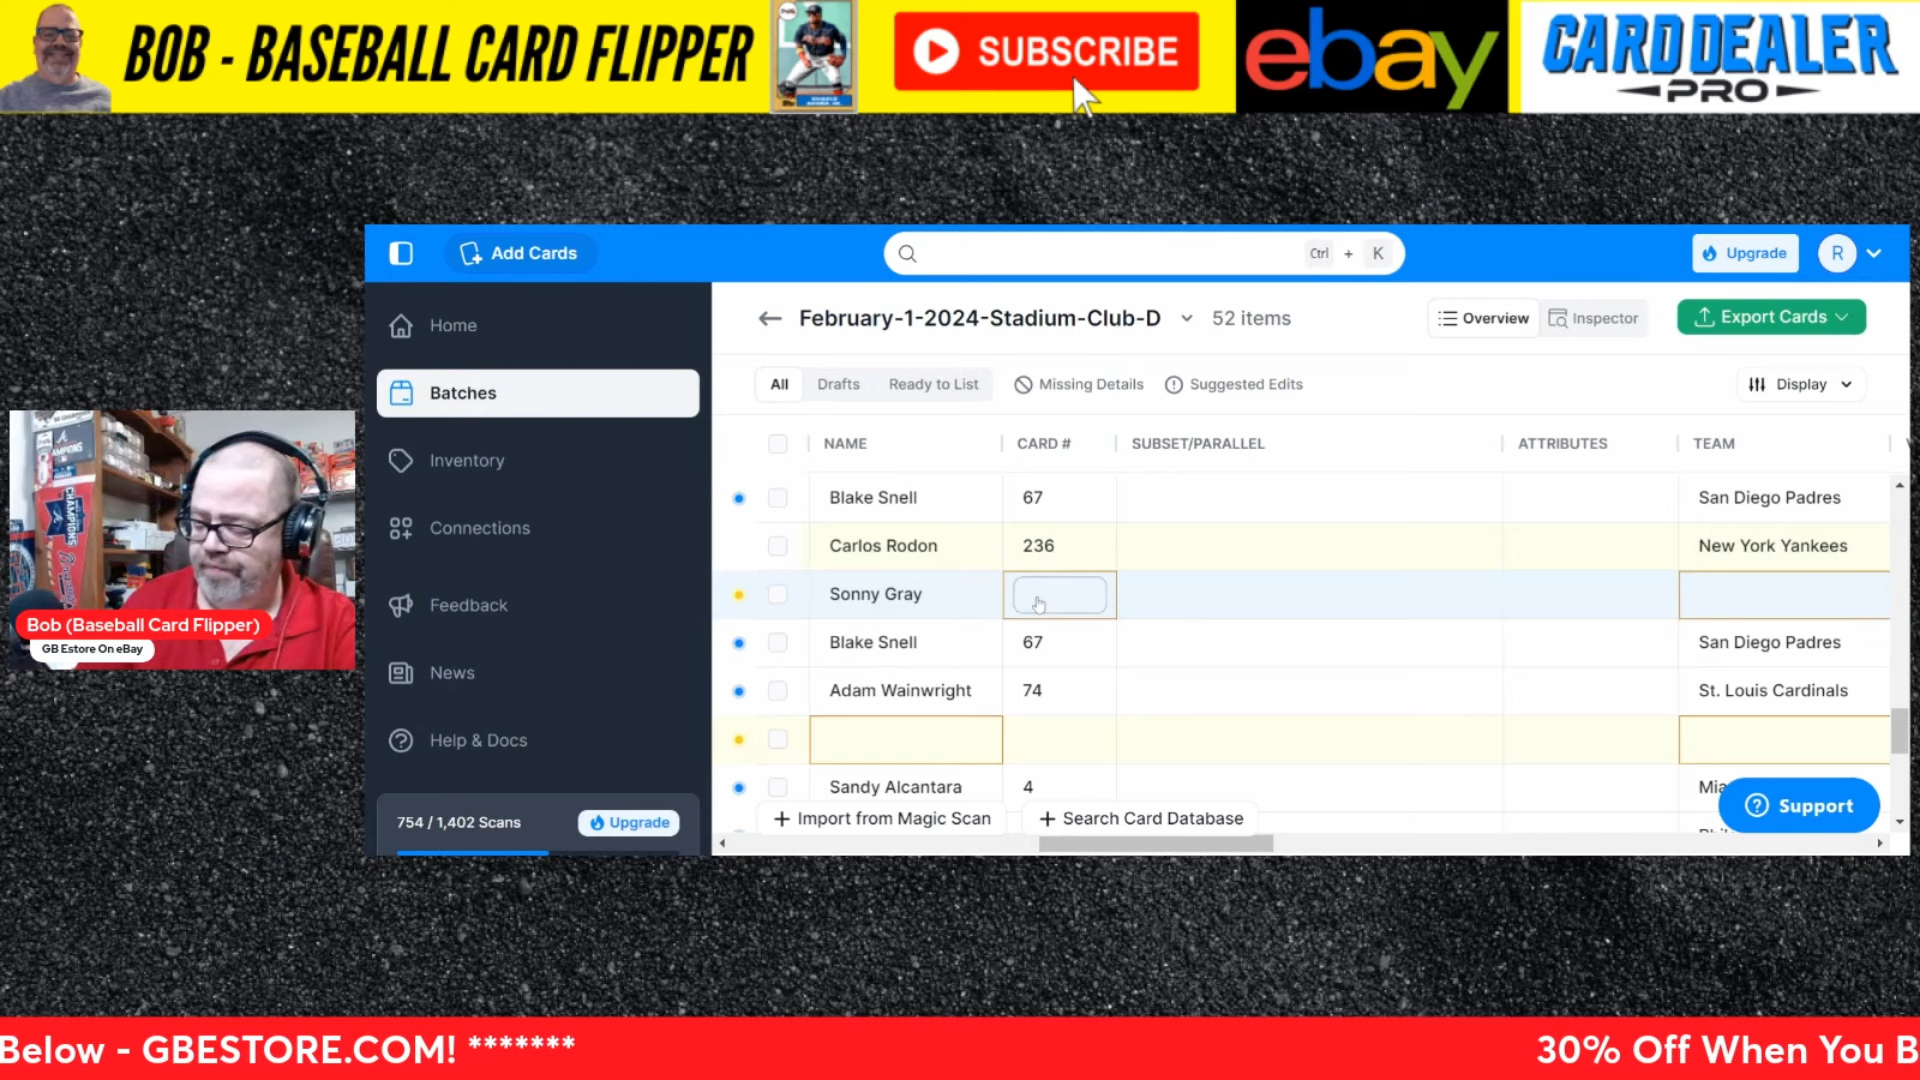 BOB - BASEBALL CARD FLIPPER
SUBSCRIBE
ebay
CARD DEALER
PRO
Add Cards
Ctrl + K
Upgrade
R
Home
Batches
Inventory
Connections
Feedback
News
Help & Docs
754 / 1,402 Scans
Upgrade
February-1-2024-Stadium-Club-D
52 items
Overview
Inspector
Export Cards
All
Drafts
Ready to List
Missing Details
Suggested Edits
Display
NAME CARD # SUBSET/PARALLEL ATTRIBUTES TEAM
Blake Snell 67 San Diego Padres
Carlos Rodon 236 New York Yankees
Sonny Gray
Blake Snell 67 San Diego Padres
Adam Wainwright 74 St. Louis Cardinals
Sandy Alcantara 4 Mia
+ Import from Magic Scan
+ Search Card Database
Support
CHAMPIONS
Bob (Baseball Card Flipper)
GB Estore On eBay
Below - GBESTORE.COM! *******
30% Off When You B